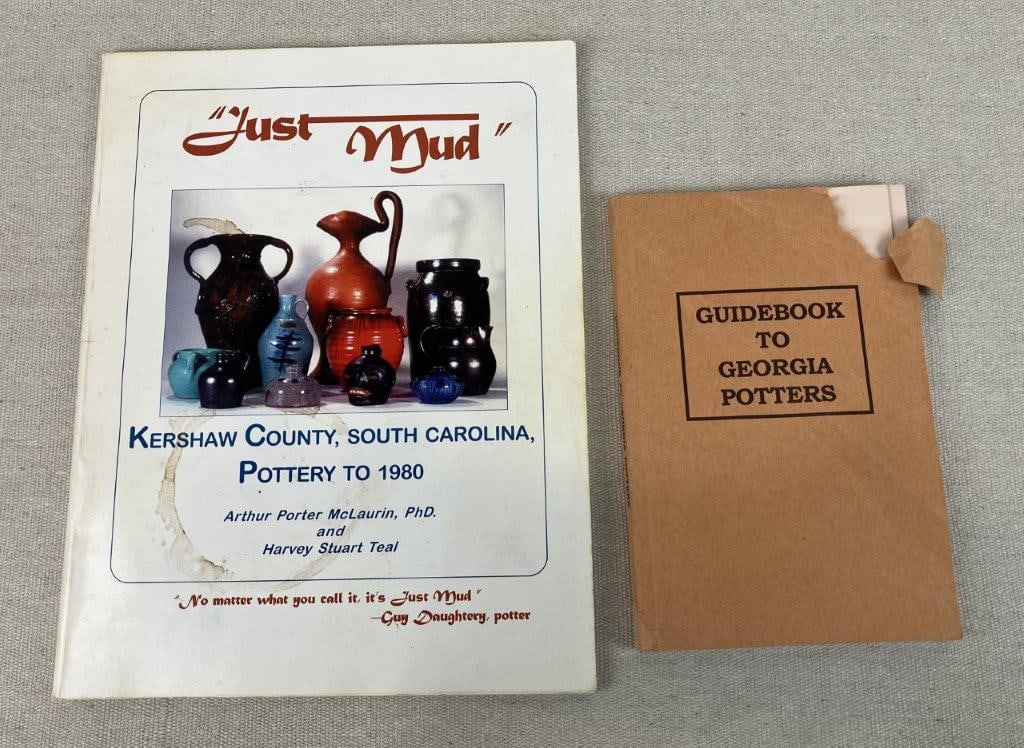 "Just Mud"
KERSHAW COUNTY, SOUTH CAROLINA,
POTTERY TO 1980
Arthur Porter McLaurin, PhD.
and
Harvey Stuart Teal
"No matter what you call it, it's Just Mud"
—Guy Daughtery, potter
GUIDEBOOK
TO
GEORGIA
POTTERS